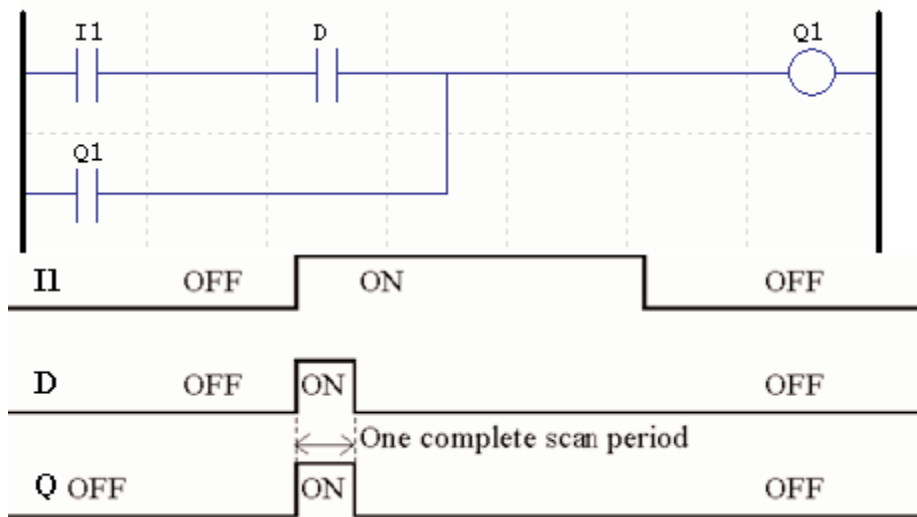 I1 D Q1
Q1
I1 OFF ON OFF
D OFF ON OFF
One complete scan period
Q OFF ON OFF